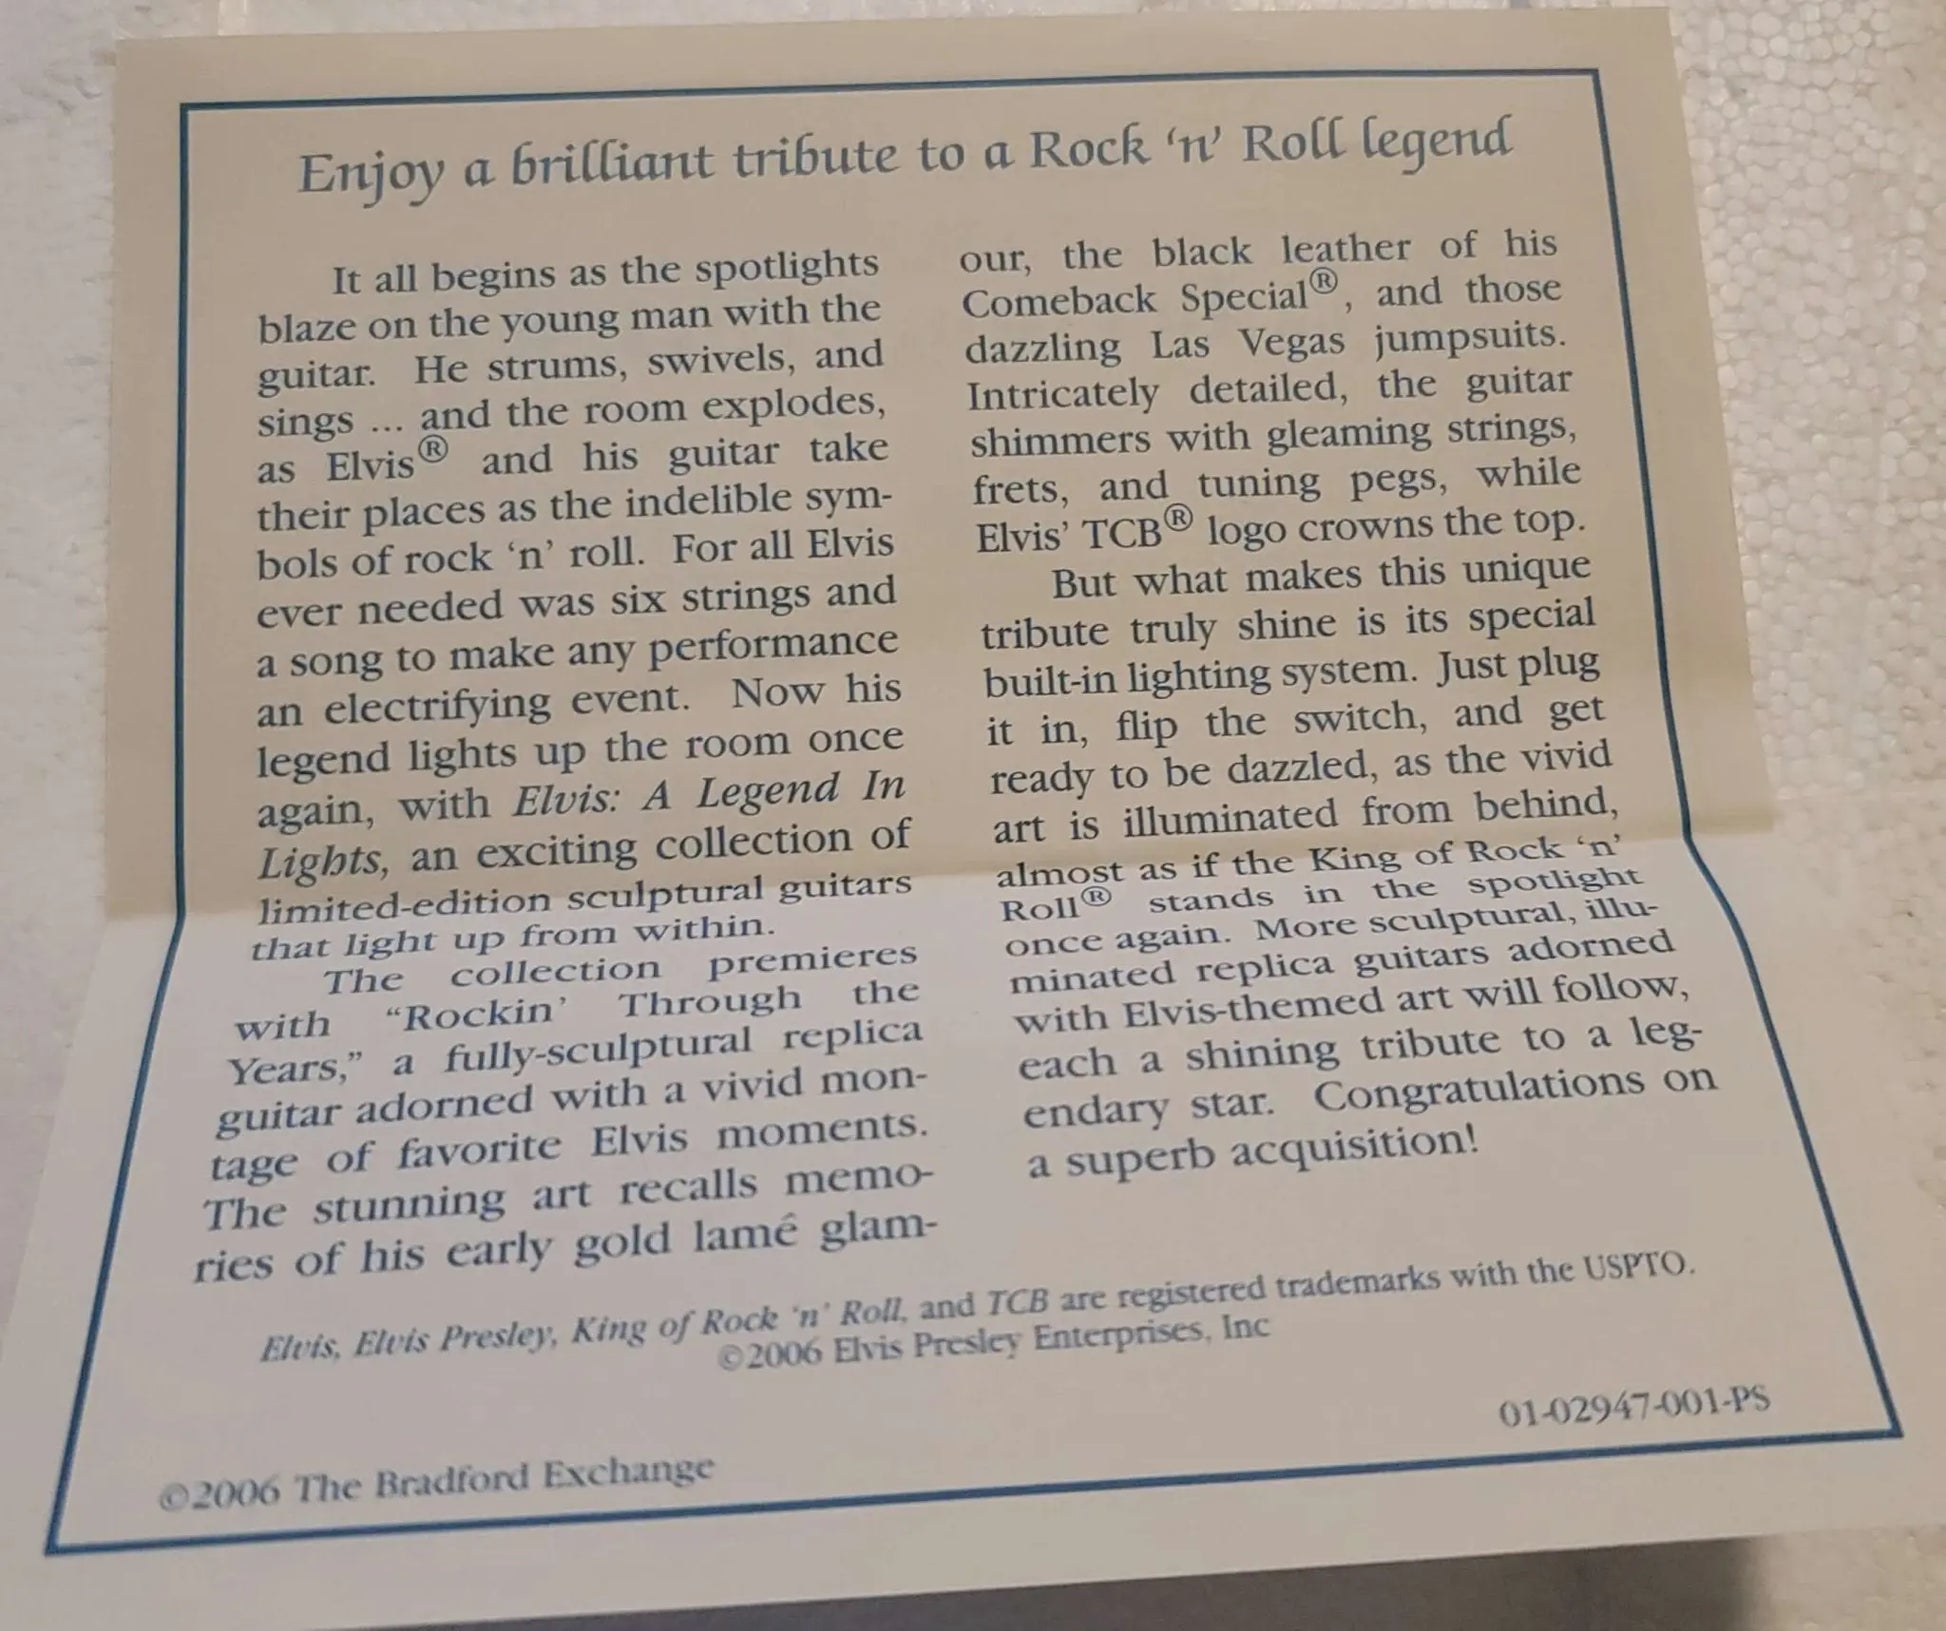 Enjoy a brilliant tribute to a Rock ‘n’ Roll legend
It all begins as the spotlights
blaze on the young man with the
guitar. He strums, swivels, and
sings ... and the room explodes,
as Elvis® and his guitar take
their places as the indelible sym-
bols of rock ‘n’ roll. For all Elvis
ever needed was six strings and
a song to make any performance
an electrifying event. Now his
legend lights up the room once
again, with Elvis: A Legend In
Lights, an exciting collection of
limited-edition sculptural guitars
that light up from within.
The collection premieres
with “Rockin’ Through the
Years,” a fully-sculptural replica
guitar adorned with a vivid mon-
tage of favorite Elvis moments.
The stunning art recalls memo-
ries of his early gold lamé glam-
our, the black leather of his
Comeback Special®, and those
dazzling Las Vegas jumpsuits.
Intricately detailed, the guitar
shimmers with gleaming strings,
frets, and tuning pegs, while
Elvis’ TCB® logo crowns the top.
But what makes this unique
tribute truly shine is its special
built-in lighting system. Just plug
it in, flip the switch, and get
ready to be dazzled, as the vivid
art is illuminated from behind,
almost as if the King of Rock ‘n’
Roll® stands in the spotlight
once again. More sculptural, illu-
minated replica guitars adorned
with Elvis-themed art will follow,
each a shining tribute to a leg-
endary star. Congratulations on
a superb acquisition!
Elvis, Elvis Presley, King of Rock ‘n’ Roll, and TCB are registered trademarks with the USPTO.
©2006 Elvis Presley Enterprises, Inc
01-02947-001-PS
©2006 The Bradford Exchange